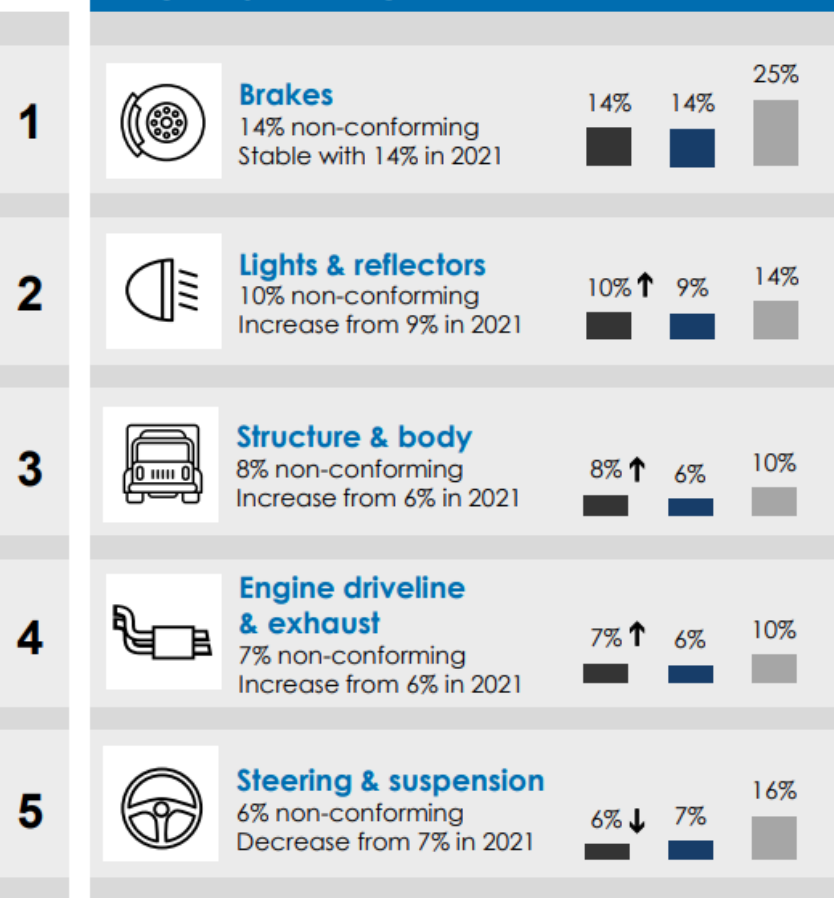 1
Brakes
14% non-conforming
Stable with 14% in 2021
14% 14% 25%
2
Lights & reflectors
10% non-conforming
Increase from 9% in 2021
10% ↑ 9% 14%
3
Structure & body
8% non-conforming
Increase from 6% in 2021
8% ↑ 6% 10%
4
Engine driveline
& exhaust
7% non-conforming
Increase from 6% in 2021
7% ↑ 6% 10%
5
Steering & suspension
6% non-conforming
Decrease from 7% in 2021
6% ↓ 7% 16%